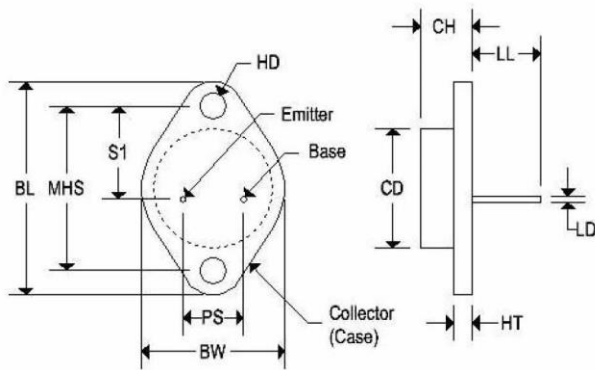 CH
LL
HD
Emitter
S1
Base
BL
MHS
CD
LD
PS
Collector
(Case)
HT
BW